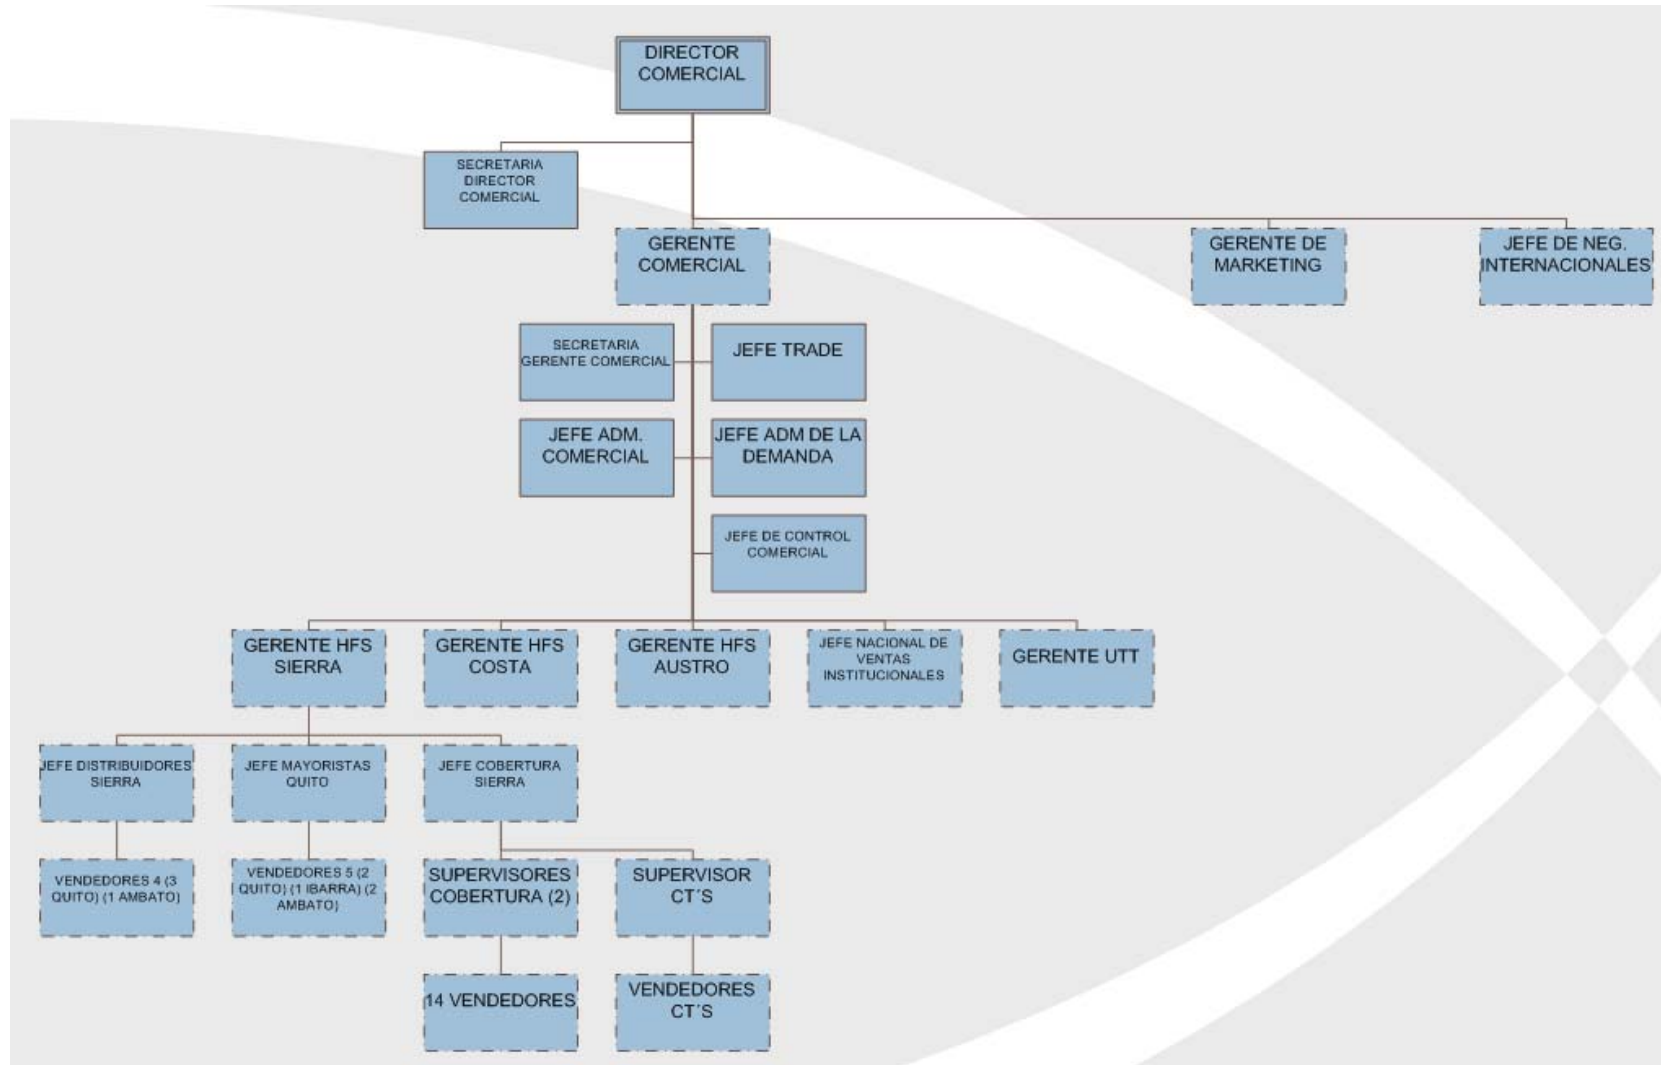 DIRECTOR
COMERCIAL
SECRETARIA
DIRECTOR
COMERCIAL
GERENTE
COMERCIAL
GERENTE DE
MARKETING
JEFE DE NEG.
INTERNACIONALES
SECRETARIA
GERENTE COMERCIAL
JEFE TRADE
JEFE ADM.
COMERCIAL
JEFE ADM DE LA
DEMANDA
JEFE DE CONTROL
COMERCIAL
GERENTE HFS
SIERRA
GERENTE HFS
COSTA
GERENTE HFS
AUSTRO
JEFE NACIONAL DE
VENTAS
INSTITUCIONALES
GERENTE UTT
JEFE DISTRIBUIDORES
SIERRA
JEFE MAYORISTAS
QUITO
JEFE COBERTURA
SIERRA
VENDEDORES 4 (3
QUITO) (1 AMBATO)
VENDEDORES 5 (2
QUITO) (1 IBARRA) (2
AMBATO)
SUPERVISORES
COBERTURA (2)
SUPERVISOR
CT´S
14 VENDEDORES
VENDEDORES
CT´S